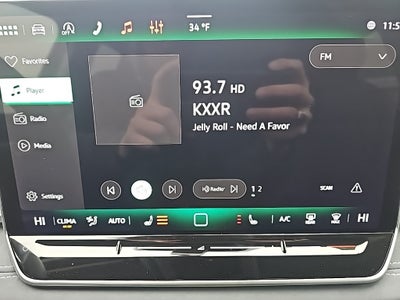 34 °F
11:5
Favorites
FM
Player
93.7 HD
KXXR
Radio
Jelly Roll - Need A Favor
Media
Settings
HD Radio
1 2
SCAN
HI
CLIMA
AUTO
A/C
HI